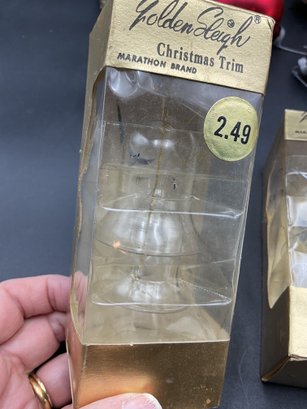 Golden Sleigh®
Christmas Trim
MARATHON BRAND
2.49